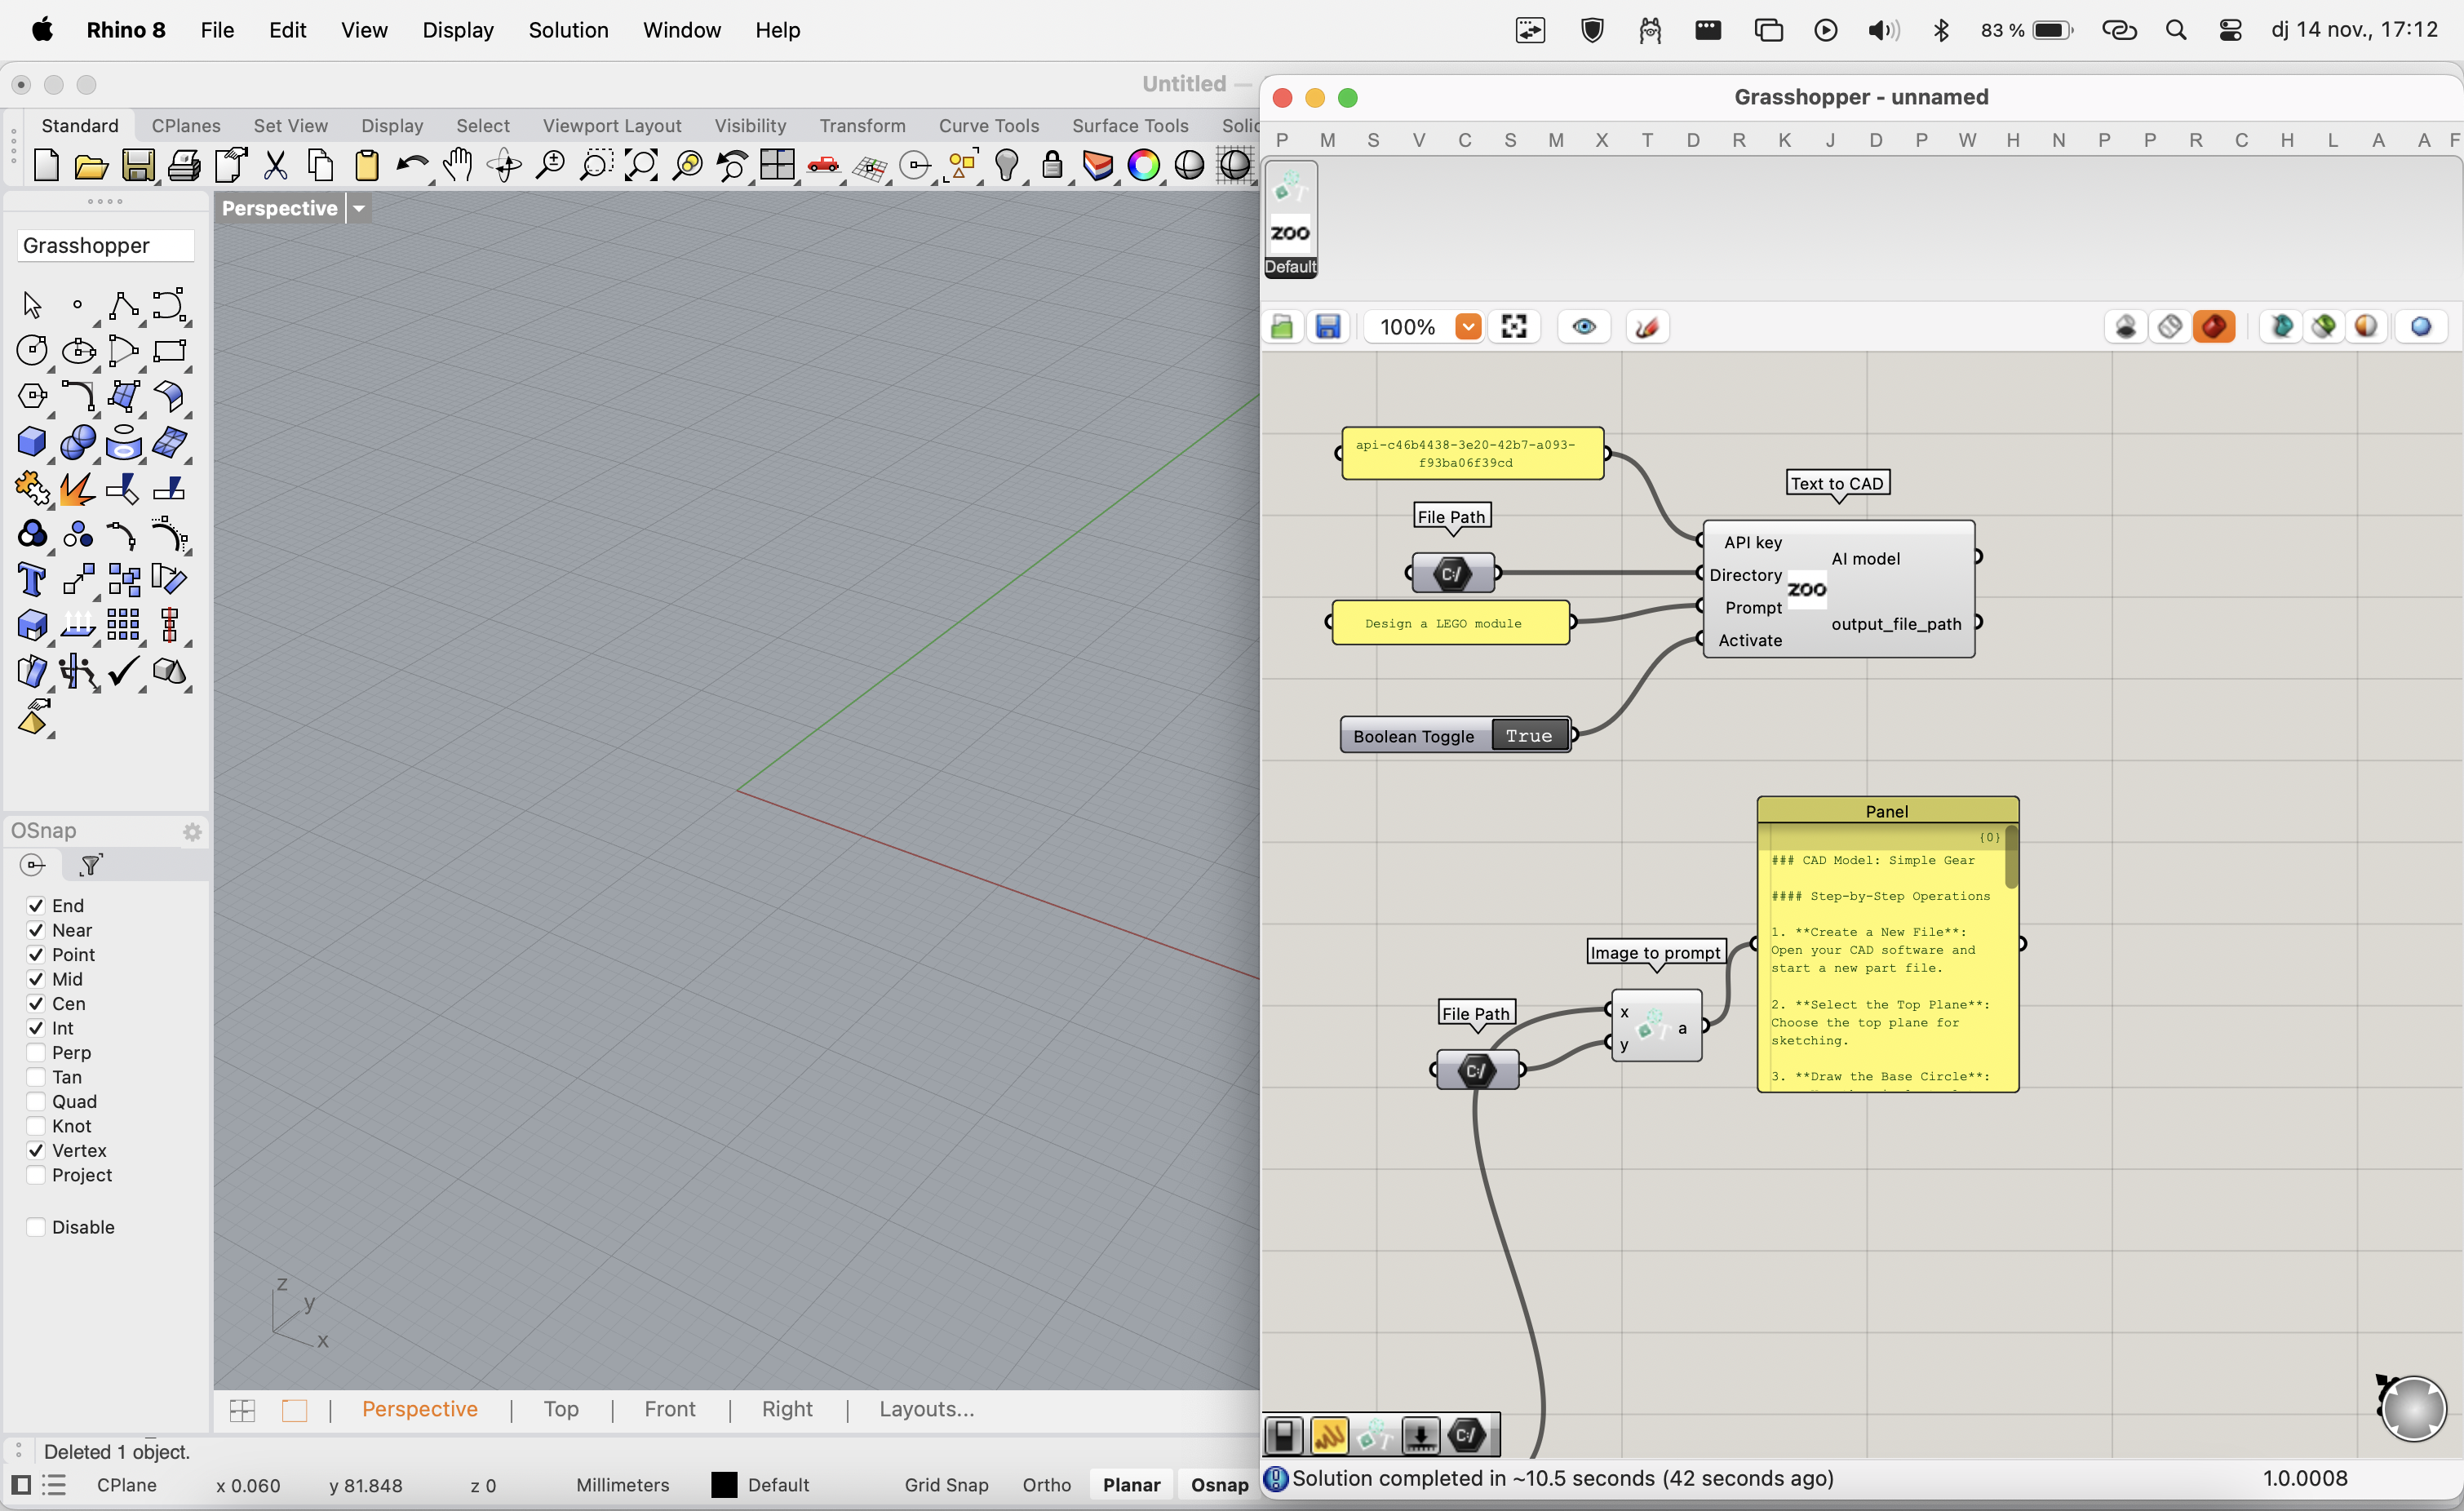 Rhino 8 File Edit View Display Solution Window Help 83 % dj 14 nov., 17:12
Untitled —
Standard CPlanes Set View Display Select Viewport Layout Visibility Transform Curve Tools Surface Tools
Perspective
Grasshopper
OSnap
End
Near
Point
Mid
Cen
Int
Perp
Tan
Quad
Knot
Vertex
Project
Disable
z
y
x
Perspective | Top | Front | Right | Layouts...
Deleted 1 object.
CPlane x 0.060 y 81.848 z 0 Millimeters Default Grid Snap Ortho Planar Osnap
Grasshopper - unnamed
P M S V C S M X T D R K J D P W H N P P R C H L A A F
ZOO
Default
100%
api-c46b4438-3e20-42b7-a093-
f93ba06f39cd
File Path
C:/
Design a LEGO module
Boolean Toggle True
Text to CAD
API key
Directory
Prompt
Activate
ZOO
AI model
output_file_path
Panel
{0}
### CAD Model: Simple Gear
#### Step-by-Step Operations
1. **Create a New File**:
Open your CAD software and
start a new part file.
2. **Select the Top Plane**:
Choose the top plane for
sketching.
3. **Draw the Base Circle**:
Image to prompt
x
y
a
File Path
C:/
C:/
Solution completed in ~10.5 seconds (42 seconds ago) 1.0.0008